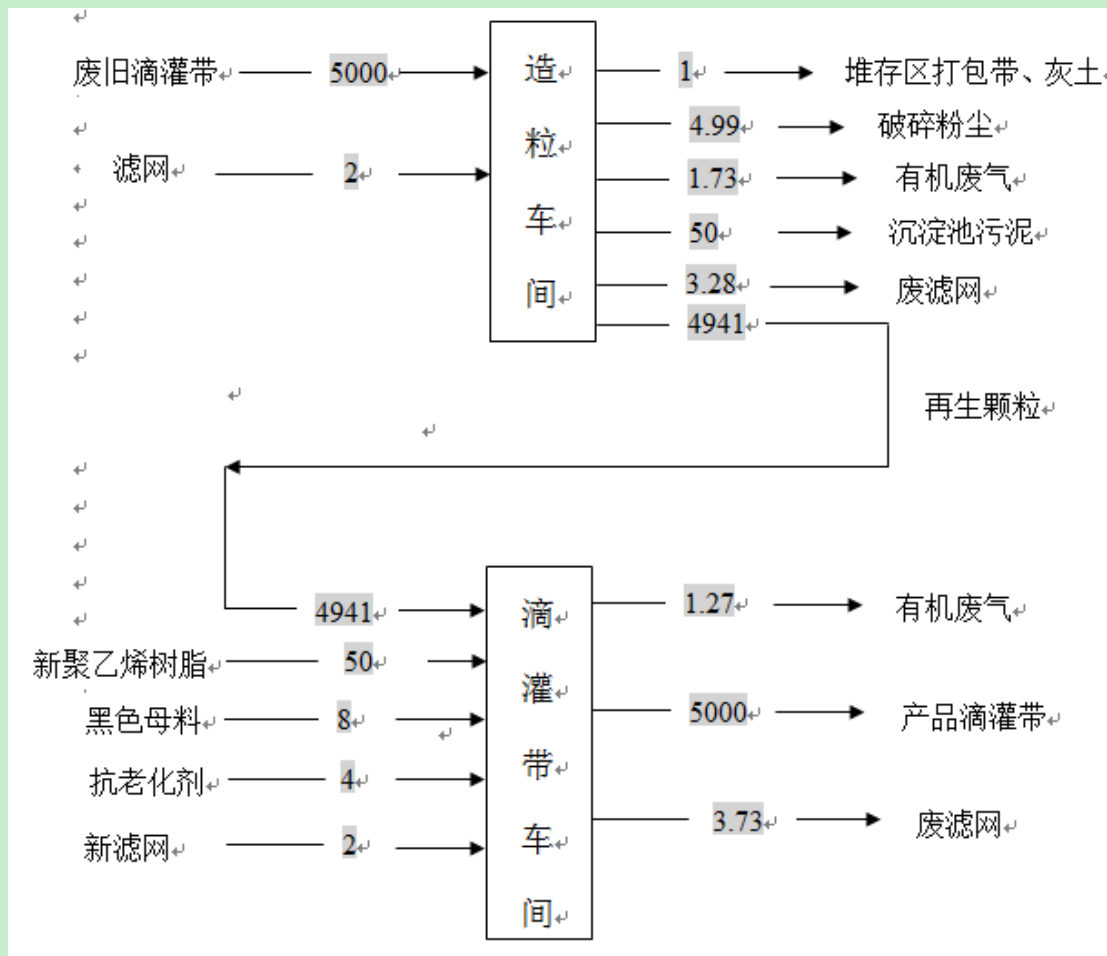 废旧滴灌带 5000
滤网 2
造粒车间
1 堆存区打包带、灰土
4.99 破碎粉尘
1.73 有机废气
50 沉淀池污泥
3.28 废滤网
4941
再生颗粒
4941
新聚乙烯树脂 50
黑色母料 8
抗老化剂 4
新滤网 2
滴灌带车间
1.27 有机废气
5000 产品滴灌带
3.73 废滤网